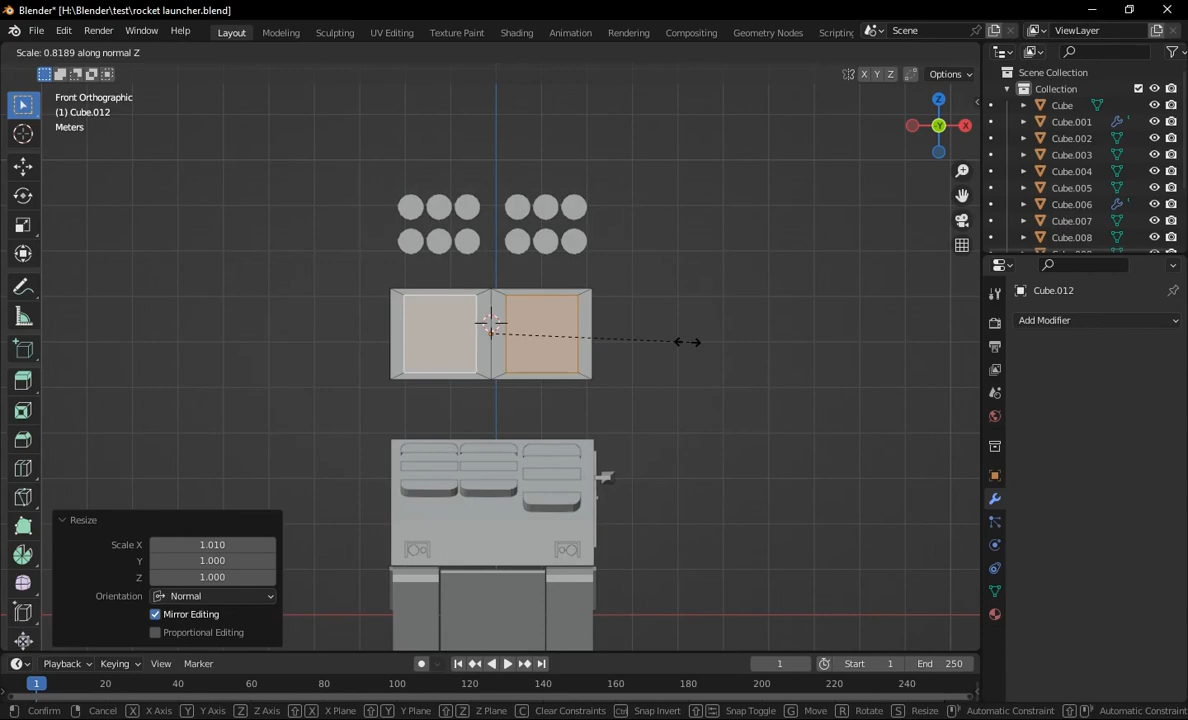 Blender* [H:\Blender\test\rocket launcher.blend]
File Edit Render Window Help Layout Modeling Sculpting UV Editing Texture Paint Shading Animation Rendering Compositing Geometry Nodes Scripting Scene ViewLayer
Scale: 0.8189 along normal Z
X Y Z Options
Front Orthographic
(1) Cube.012
Meters
Z
Y
X
Scene Collection
Collection
Cube
Cube.001
Cube.002
Cube.003
Cube.004
Cube.005
Cube.006
Cube.007
Cube.008
Cube.012
Add Modifier
Resize
Scale X 1.010
Y 1.000
Z 1.000
Orientation Normal
Mirror Editing
Proportional Editing
Playback Keying View Marker 1 Start 1 End 250
1 20 40 60 80 100 120 140 160 180 200 220 240
Confirm Cancel X X Axis Y Y Axis Z Z Axis X X Plane Y Y Plane Z Z Plane C Clear Constraints Ctrl Snap Invert Snap Toggle G Move R Rotate S Resize Automatic Constraint Automatic Constraint